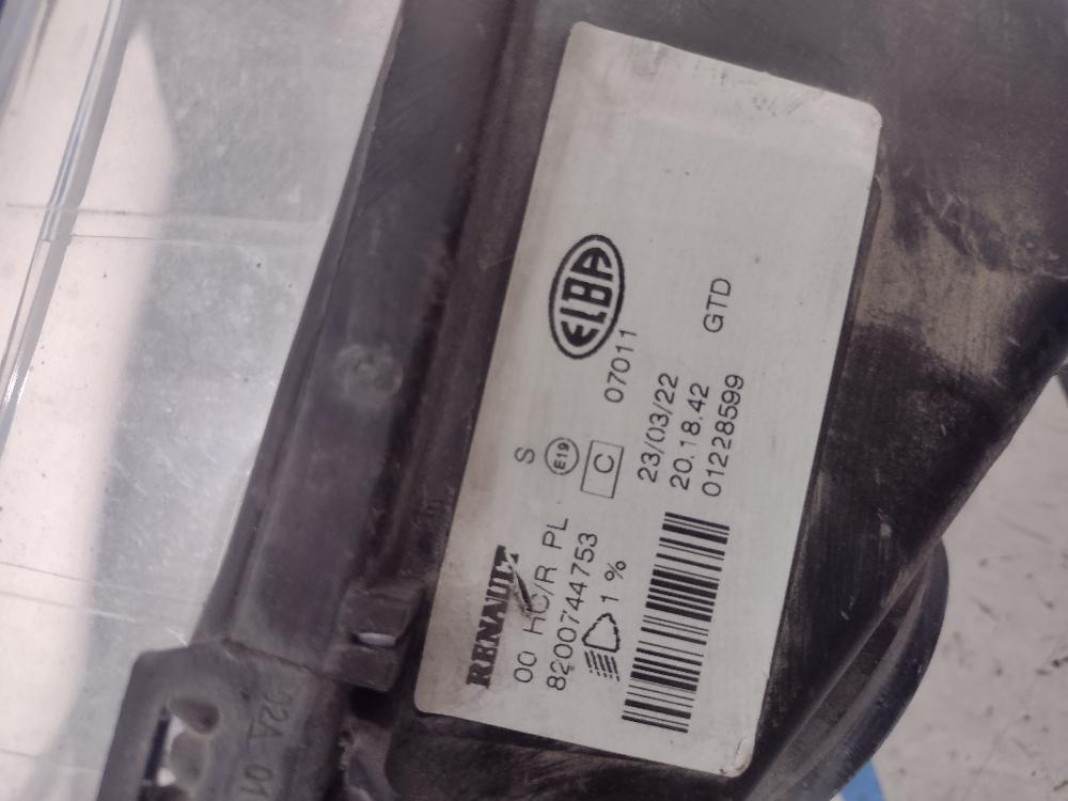 RENAULT
00 HC/R PL S
8200744753 E19
1 % C 07011
ELBA
23/03/22
20.18.42 GTD
01228599
02A 01